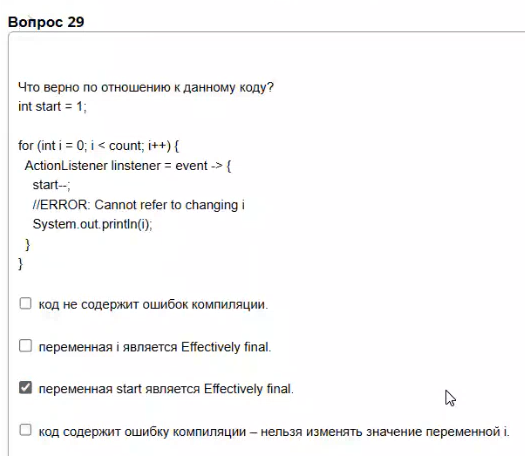 Вопрос 29
Что верно по отношению к данному коду?
int start = 1;
for (int i = 0; i < count; i++) {
ActionListener linstener = event -> {
start--;
//ERROR: Cannot refer to changing i
System.out.println(i);
}
}
код не содержит ошибок компиляции.
переменная i является Effectively final.
переменная start является Effectively final.
код содержит ошибку компиляции – нельзя изменять значение переменной i.